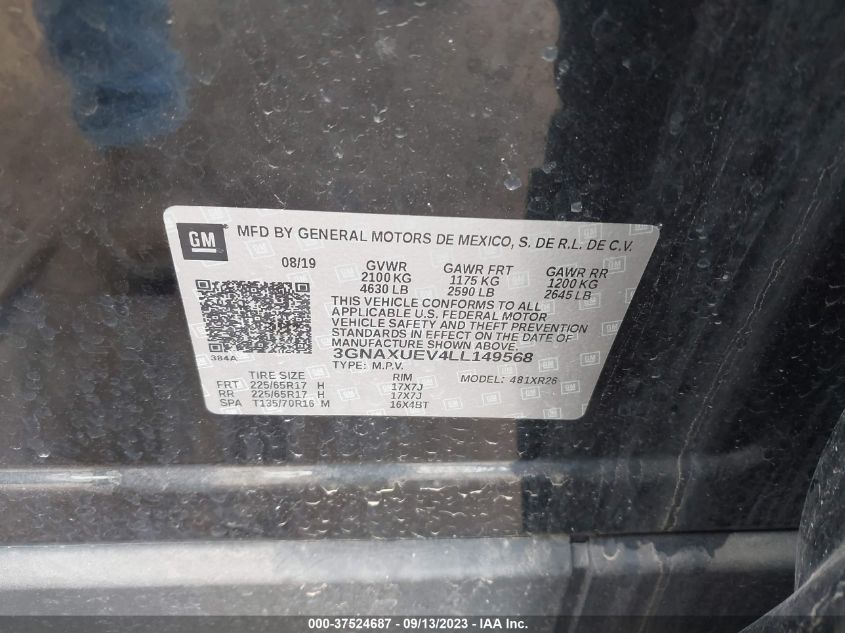 GM MFD BY GENERAL MOTORS DE MEXICO, S. DE R.L. DE C.V.
08/19 GVWR GAWR FRT GAWR RR
2100 KG 1175 KG 1200 KG
4630 LB 2590 LB 2645 LB
THIS VEHICLE CONFORMS TO ALL
APPLICABLE U.S. FEDERAL MOTOR
VEHICLE SAFETY AND THEFT PREVENTION
STANDARDS IN EFFECT ON THE DATE OF
MANUFACTURE SHOWN ABOVE.
384A 3GNAXUEV4LL149568
TYPE: M.P.V.
TIRE SIZE RIM MODEL: 481XR26
FRT 225/65R17 H 17X7J
RR 225/65R17 H 17X7J
SPA T135/70R16 M 16X4BT
000-37524687 - 09/13/2023 - IAA Inc.